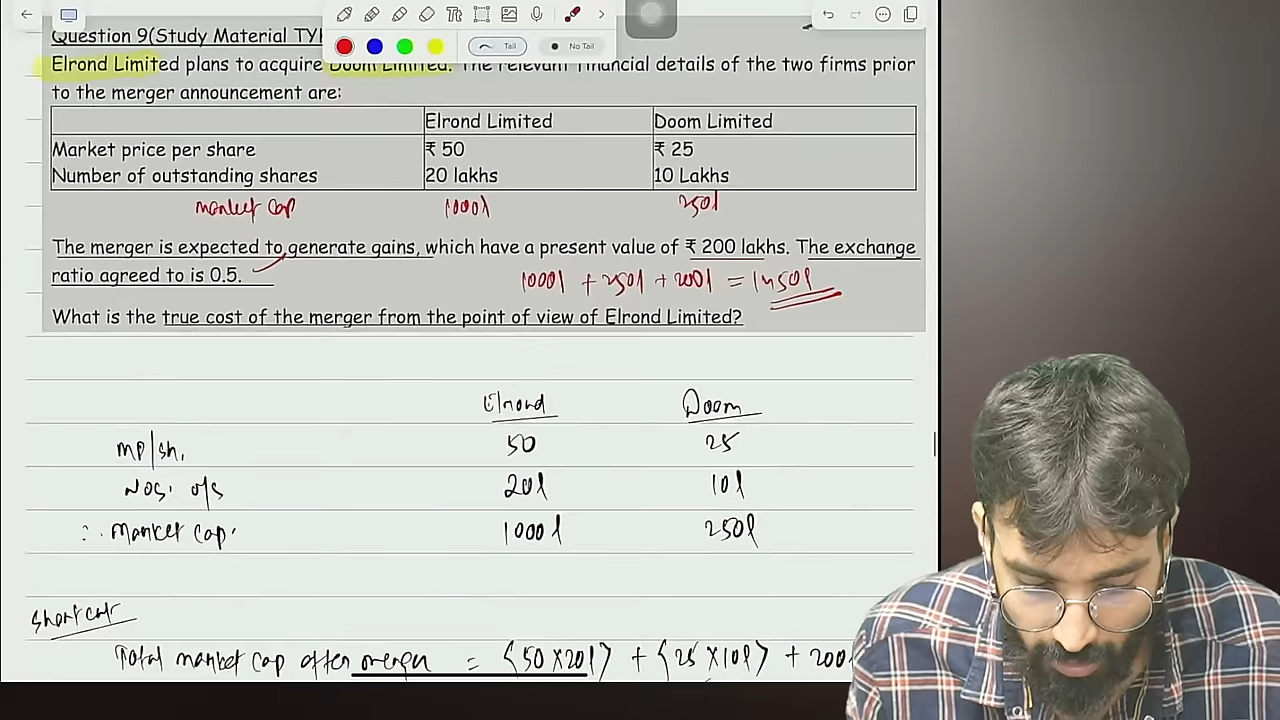 Question 9(Study Material TY
Tail
No Tail
Elrond Limited plans to acquire Doom Limited. The relevant financial details of the two firms prior
to the merger announcement are:
Elrond Limited Doom Limited
Market price per share ₹ 50 ₹ 25
Number of outstanding shares 20 lakhs 10 Lakhs
market cap 1000l 250l
The merger is expected to generate gains, which have a present value of ₹ 200 lakhs. The exchange
ratio agreed to is 0.5.
1000l + 250l + 200l = 1450l
What is the true cost of the merger from the point of view of Elrond Limited?
Elrond Doom
mp/sh. 50 25
Nos. o/s 20l 10l
∴ Market cap. 1000l 250l
Shortcut
Total market cap after merger = {50 x 20l} + {25 x 10l} + 200